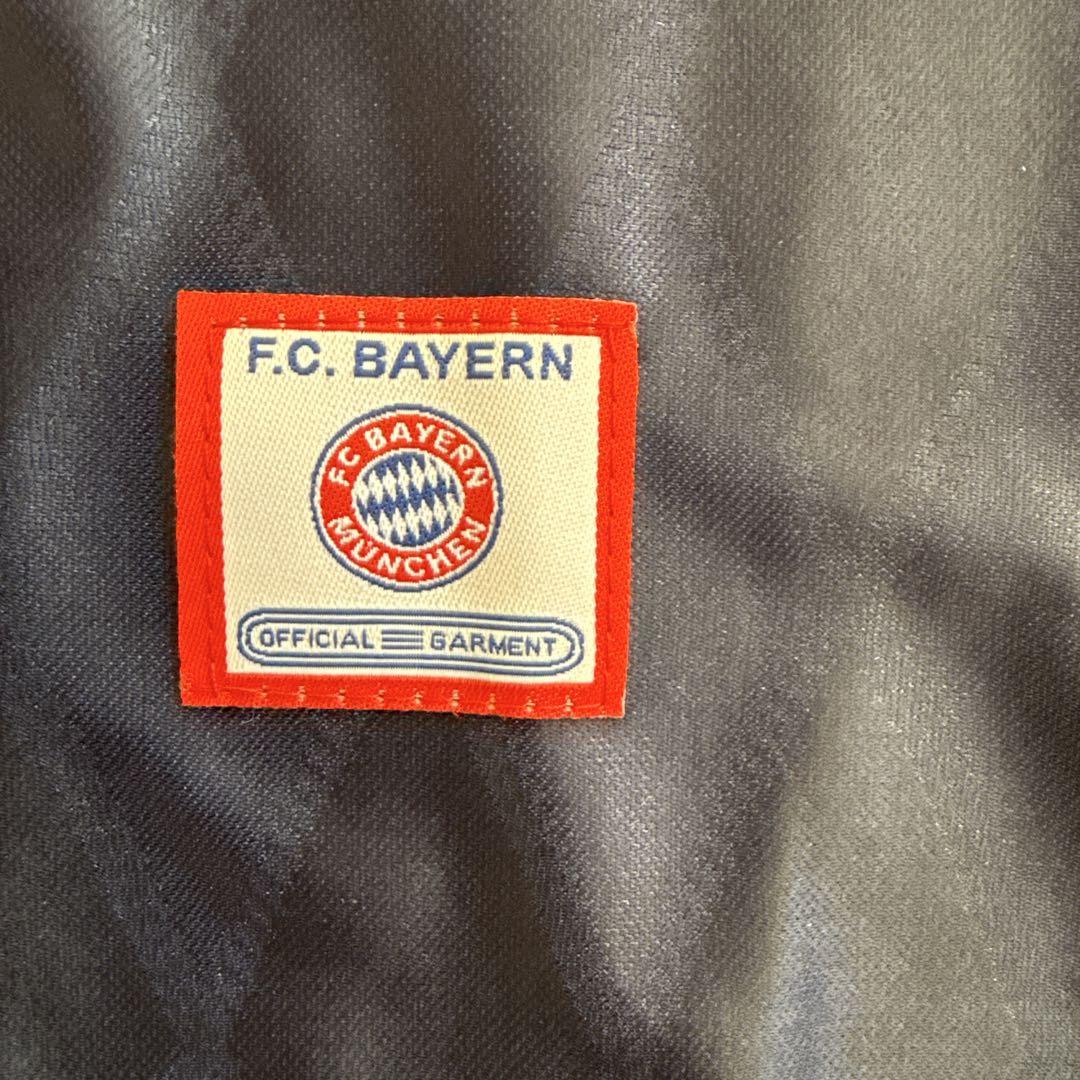 F.C. BAYERN
FC BAYERN
MÜNCHEN
OFFICIAL GARMENT